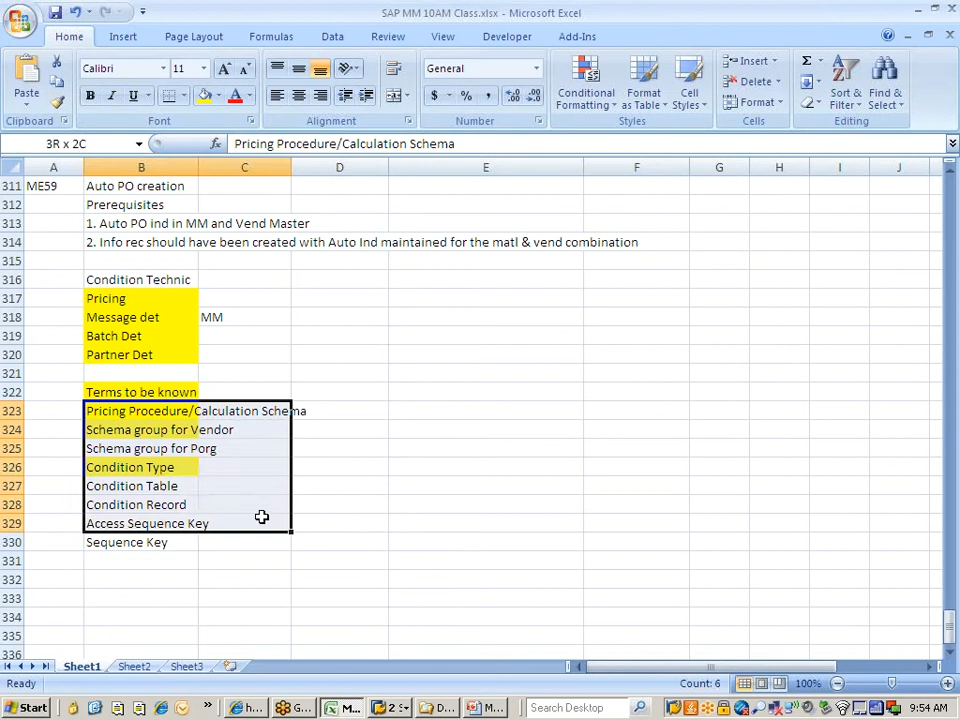 SAP MM 10AM Class.xlsx - Microsoft Excel
Home Insert Page Layout Formulas Data Review View Developer Add-Ins
Paste
Clipboard
Calibri 11
B I U
Font
Alignment
General
$ % ,
Number
Conditional Formatting
Format as Table
Cell Styles
Styles
Insert
Delete
Format
Cells
Sort & Filter
Find & Select
Editing
3R x 2C
fx
Pricing Procedure/Calculation Schema
A B C D E F G H I J
311 ME59 Auto PO creation
312 Prerequisites
313 1. Auto PO ind in MM and Vend Master
314 2. Info rec should have been created with Auto Ind maintained for the matl & vend combination
315
316 Condition Technic
317 Pricing
318 Message det MM
319 Batch Det
320 Partner Det
321
322 Terms to be known
323 Pricing Procedure/Calculation Schema
324 Schema group for Vendor
325 Schema group for Porg
326 Condition Type
327 Condition Table
328 Condition Record
329 Access Sequence Key
330 Sequence Key
331
332
333
334
335
336
Sheet1 Sheet2 Sheet3
Ready
Count: 6
100%
Start
h...
G...
M...
2 S
D...
M...
Search Desktop
9:54 AM